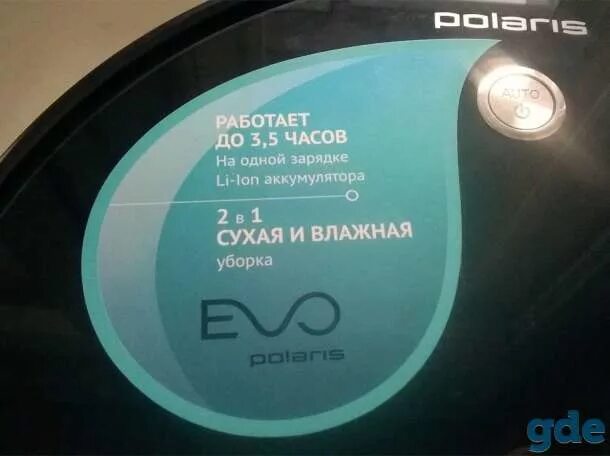 polaris
AUTO
РАБОТАЕТ
ДО 3,5 ЧАСОВ
На одной зарядке
Li-Ion аккумулятора
2 в 1
СУХАЯ И ВЛАЖНАЯ
уборка
EVO
polaris
gde